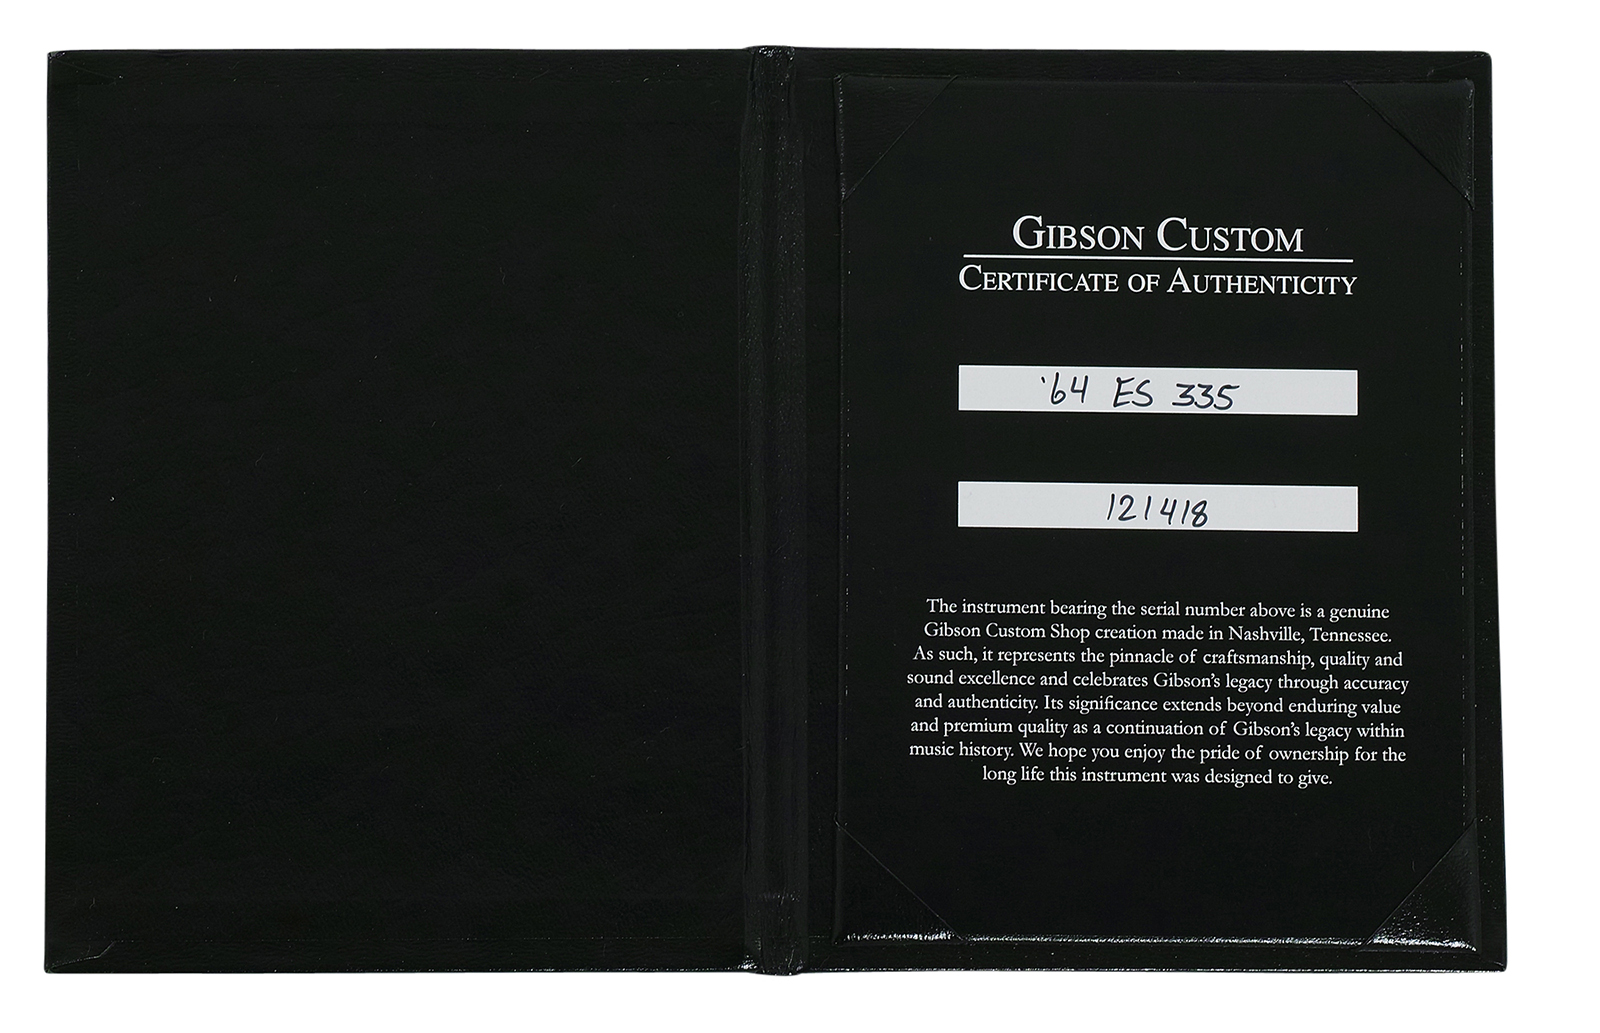 GIBSON CUSTOM
CERTIFICATE OF AUTHENTICITY
'64 ES 335
121418
The instrument bearing the serial number above is a genuine
Gibson Custom Shop creation made in Nashville, Tennessee.
As such, it represents the pinnacle of craftsmanship, quality and
sound excellence and celebrates Gibson's legacy through accuracy
and authenticity. Its significance extends beyond enduring value
and premium quality as a continuation of Gibson's legacy within
music history. We hope you enjoy the pride of ownership for the
long life this instrument was designed to give.